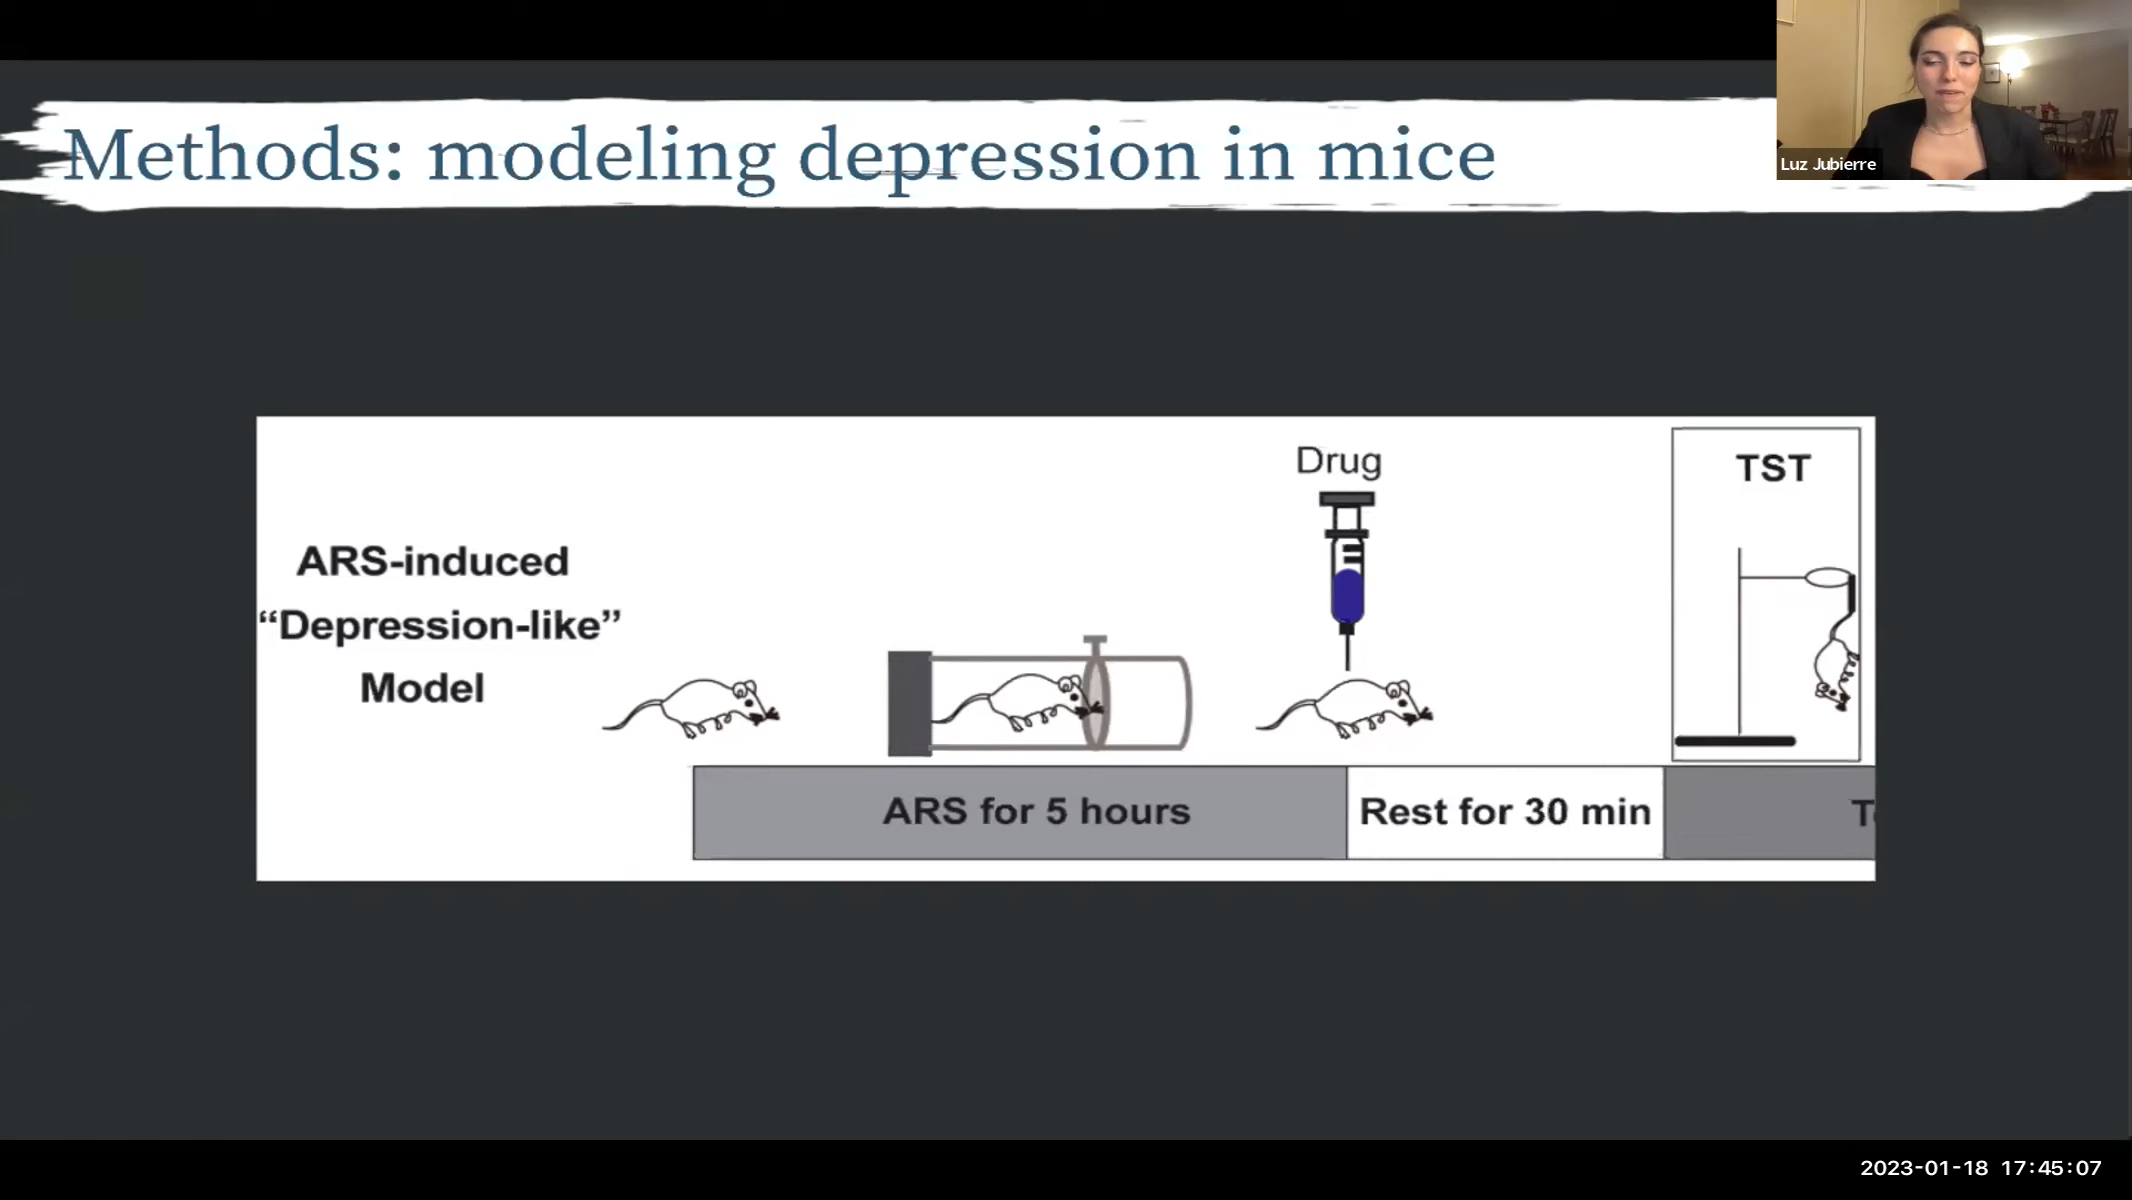 Methods: modeling depression in mice
Luz Jubierre
Drug
TST
ARS-induced
“Depression-like”
Model
ARS for 5 hours
Rest for 30 min
2023-01-18 17:45:07